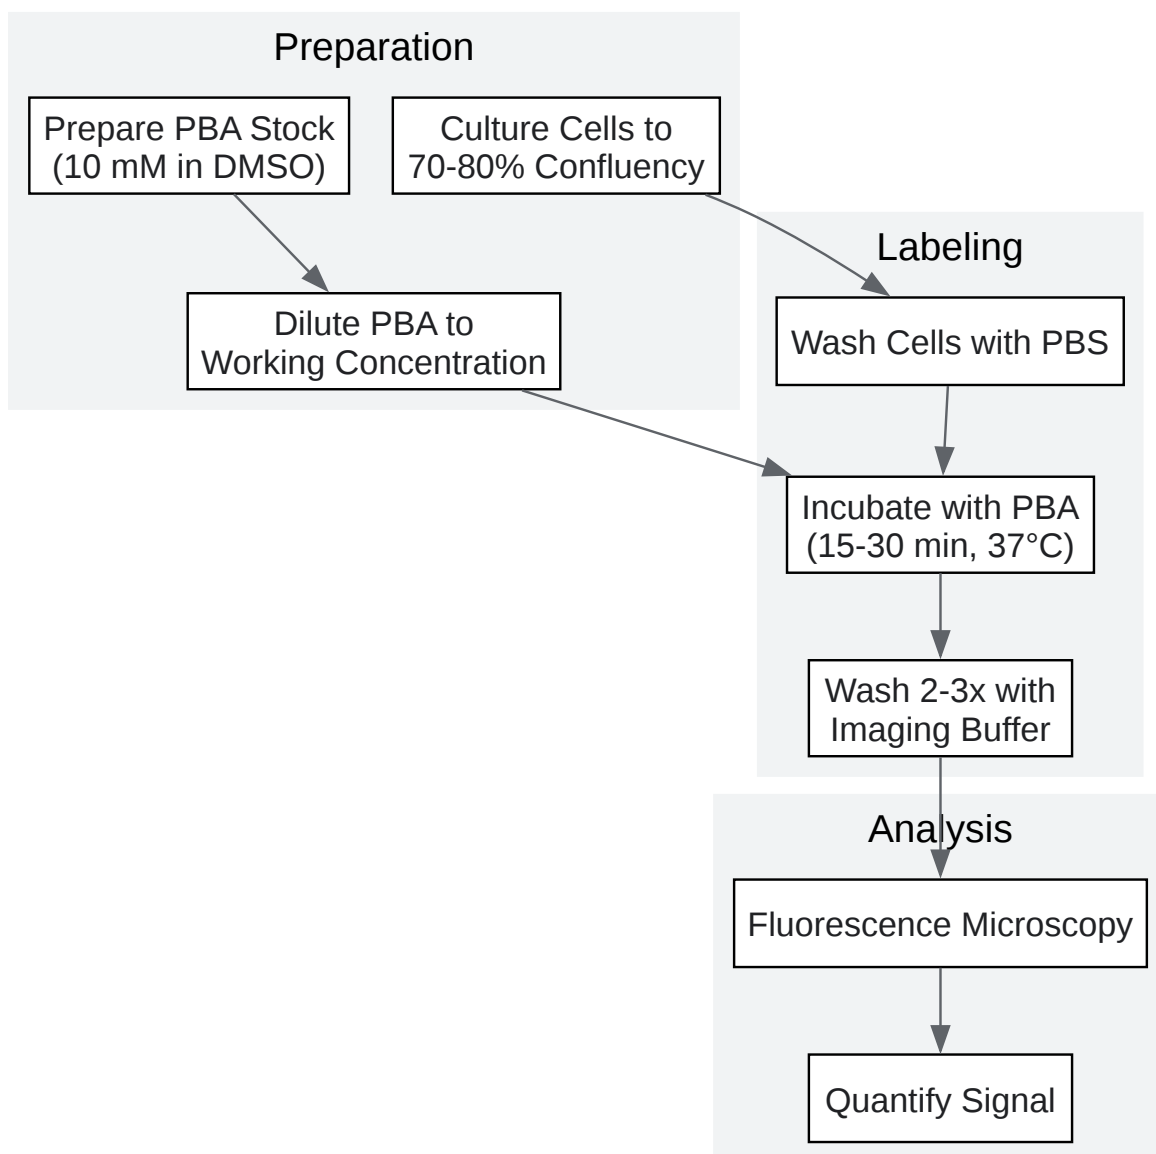 Preparation
Prepare PBA Stock
(10 mM in DMSO)
Culture Cells to
70-80% Confluency
Dilute PBA to
Working Concentration
Labeling
Wash Cells with PBS
Incubate with PBA
(15-30 min, 37°C)
Wash 2-3x with
Imaging Buffer
Analysis
Fluorescence Microscopy
Quantify Signal